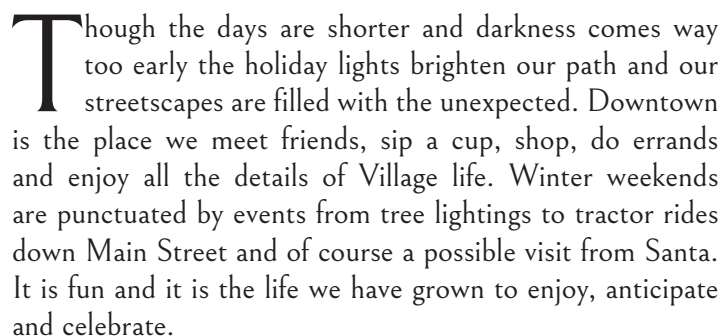 Though the days are shorter and darkness comes way
too early the holiday lights brighten our path and our
streetscapes are filled with the unexpected. Downtown
is the place we meet friends, sip a cup, shop, do errands
and enjoy all the details of Village life. Winter weekends
are punctuated by events from tree lightings to tractor rides
down Main Street and of course a possible visit from Santa.
It is fun and it is the life we have grown to enjoy, anticipate
and celebrate.